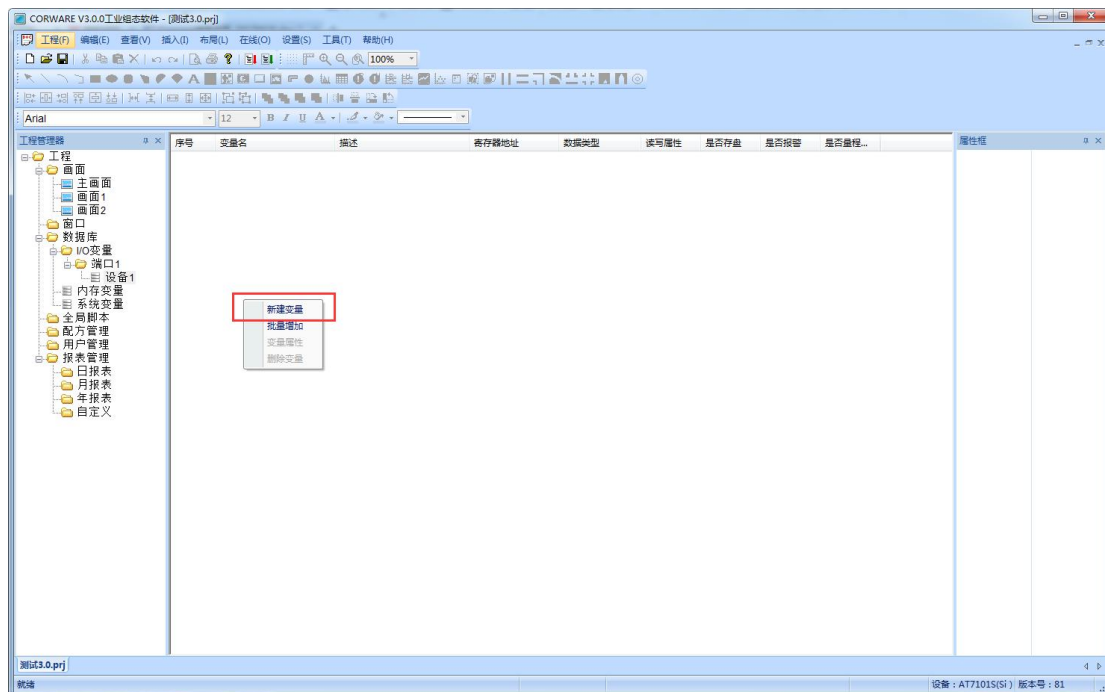 CORWARE V3.0.0工业组态软件 - [测试3.0.prj]
工程(F) 编辑(E) 查看(V) 插入(I) 布局(L) 在线(O) 设置(S) 工具(T) 帮助(H)
100%
Arial 12 B I U A
工程管理器
序号 变量名 描述 寄存器地址 数据类型 读写属性 是否存盘 是否报警 是否量程...
属性框
工程
画面
主画面
画面1
画面2
窗口
数据库
I/O变量
端口1
设备1
内存变量
系统变量
全局脚本
配方管理
用户管理
报表管理
日报表
月报表
年报表
自定义
新建变量
批量增加
变量属性
删除变量
测试3.0.prj
就绪
设备：AT7101S(Si) 版本号：81